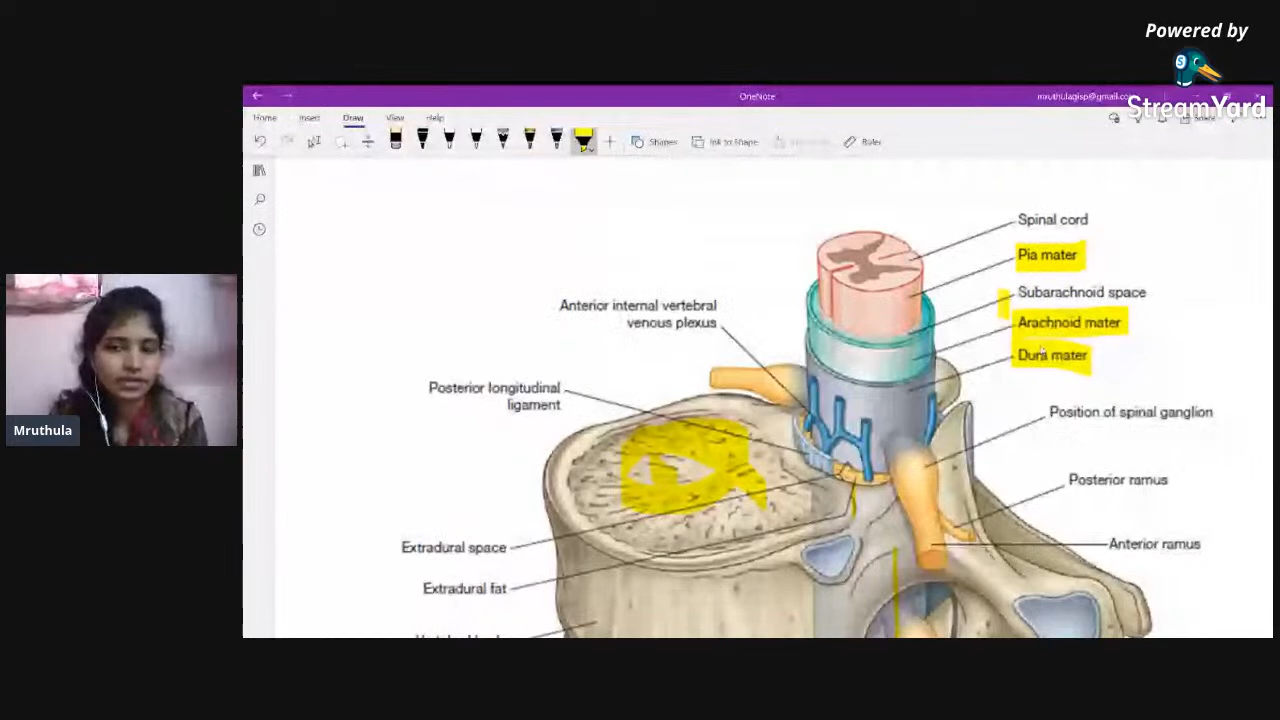 Powered by
StreamYard
OneNote
Home Insert Draw View Help
Shapes Ink to Shape Ruler
Spinal cord
Pia mater
Subarachnoid space
Anterior internal vertebral
venous plexus
Arachnoid mater
Dura mater
Posterior longitudinal
ligament
Position of spinal ganglion
Mruthula
Posterior ramus
Extradural space
Anterior ramus
Extradural fat